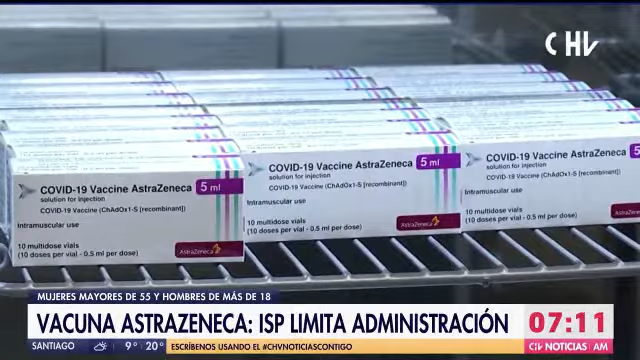 CHV
COVID-19 Vaccine AstraZeneca 5 ml
solution for injection
COVID-19 Vaccine (ChAdOx1-S [recombinant])
Intramuscular use
10 multidose vials
(10 doses per vial - 0.5 ml per dose)
AstraZeneca
COVID-19 Vaccine AstraZeneca 5 ml
solution for injection
COVID-19 Vaccine (ChAdOx1-S [recombinant])
Intramuscular use
10 multidose vials
(10 doses per vial - 0.5 ml per dose)
AstraZeneca
COVID-19 Vaccine AstraZeneca 5
solution for injection
COVID-19 Vaccine (ChAdOx1-S [recombinant])
Intramuscular use
10 multidose vials
(10 doses per vial - 0.5 ml per dose)
AstraZ
MUJERES MAYORES DE 55 Y HOMBRES DE MÁS DE 18
VACUNA ASTRAZENECA: ISP LIMITA ADMINISTRACIÓN
07:11
SANTIAGO 9° 20° ESCRÍBENOS USANDO EL #CHVNOTICIASCONTIGO
CHV NOTICIAS AM